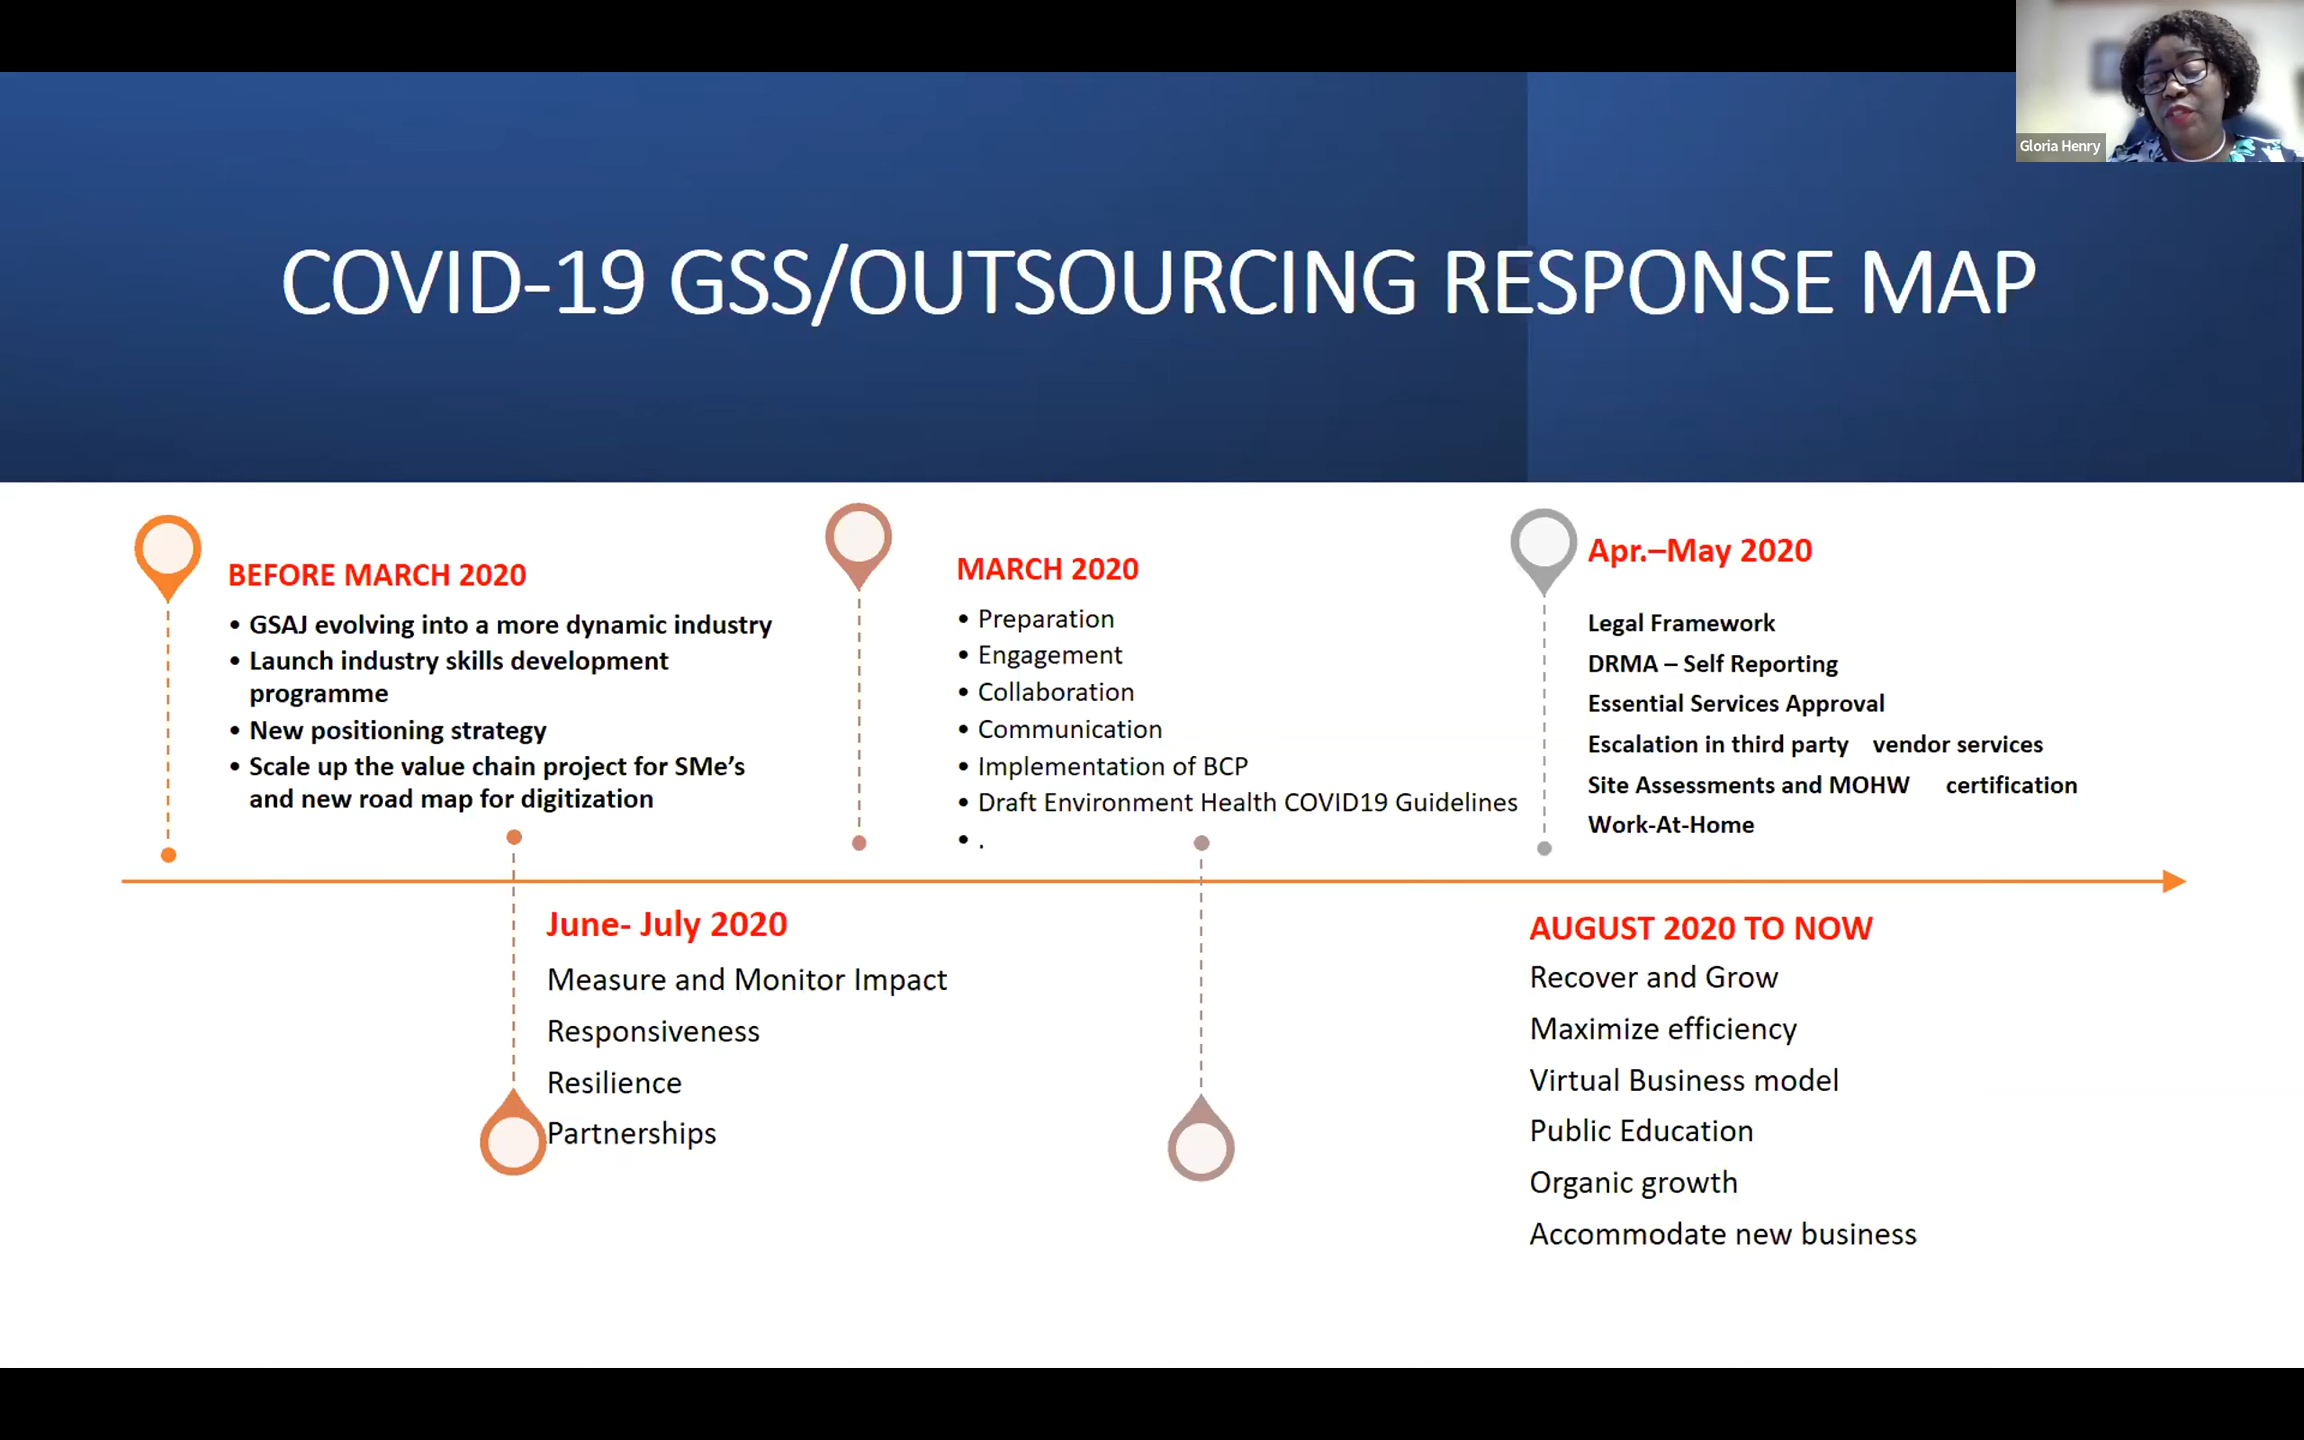 Gloria Henry
COVID-19 GSS/OUTSOURCING RESPONSE MAP
BEFORE MARCH 2020
• GSAJ evolving into a more dynamic industry
• Launch industry skills development
programme
• New positioning strategy
• Scale up the value chain project for SMe's
and new road map for digitization
MARCH 2020
• Preparation
• Engagement
• Collaboration
• Communication
• Implementation of BCP
• Draft Environment Health COVID19 Guidelines
• .
Apr.–May 2020
Legal Framework
DRMA – Self Reporting
Essential Services Approval
Escalation in third party vendor services
Site Assessments and MOHW certification
Work-At-Home
June- July 2020
Measure and Monitor Impact
Responsiveness
Resilience
Partnerships
AUGUST 2020 TO NOW
Recover and Grow
Maximize efficiency
Virtual Business model
Public Education
Organic growth
Accommodate new business